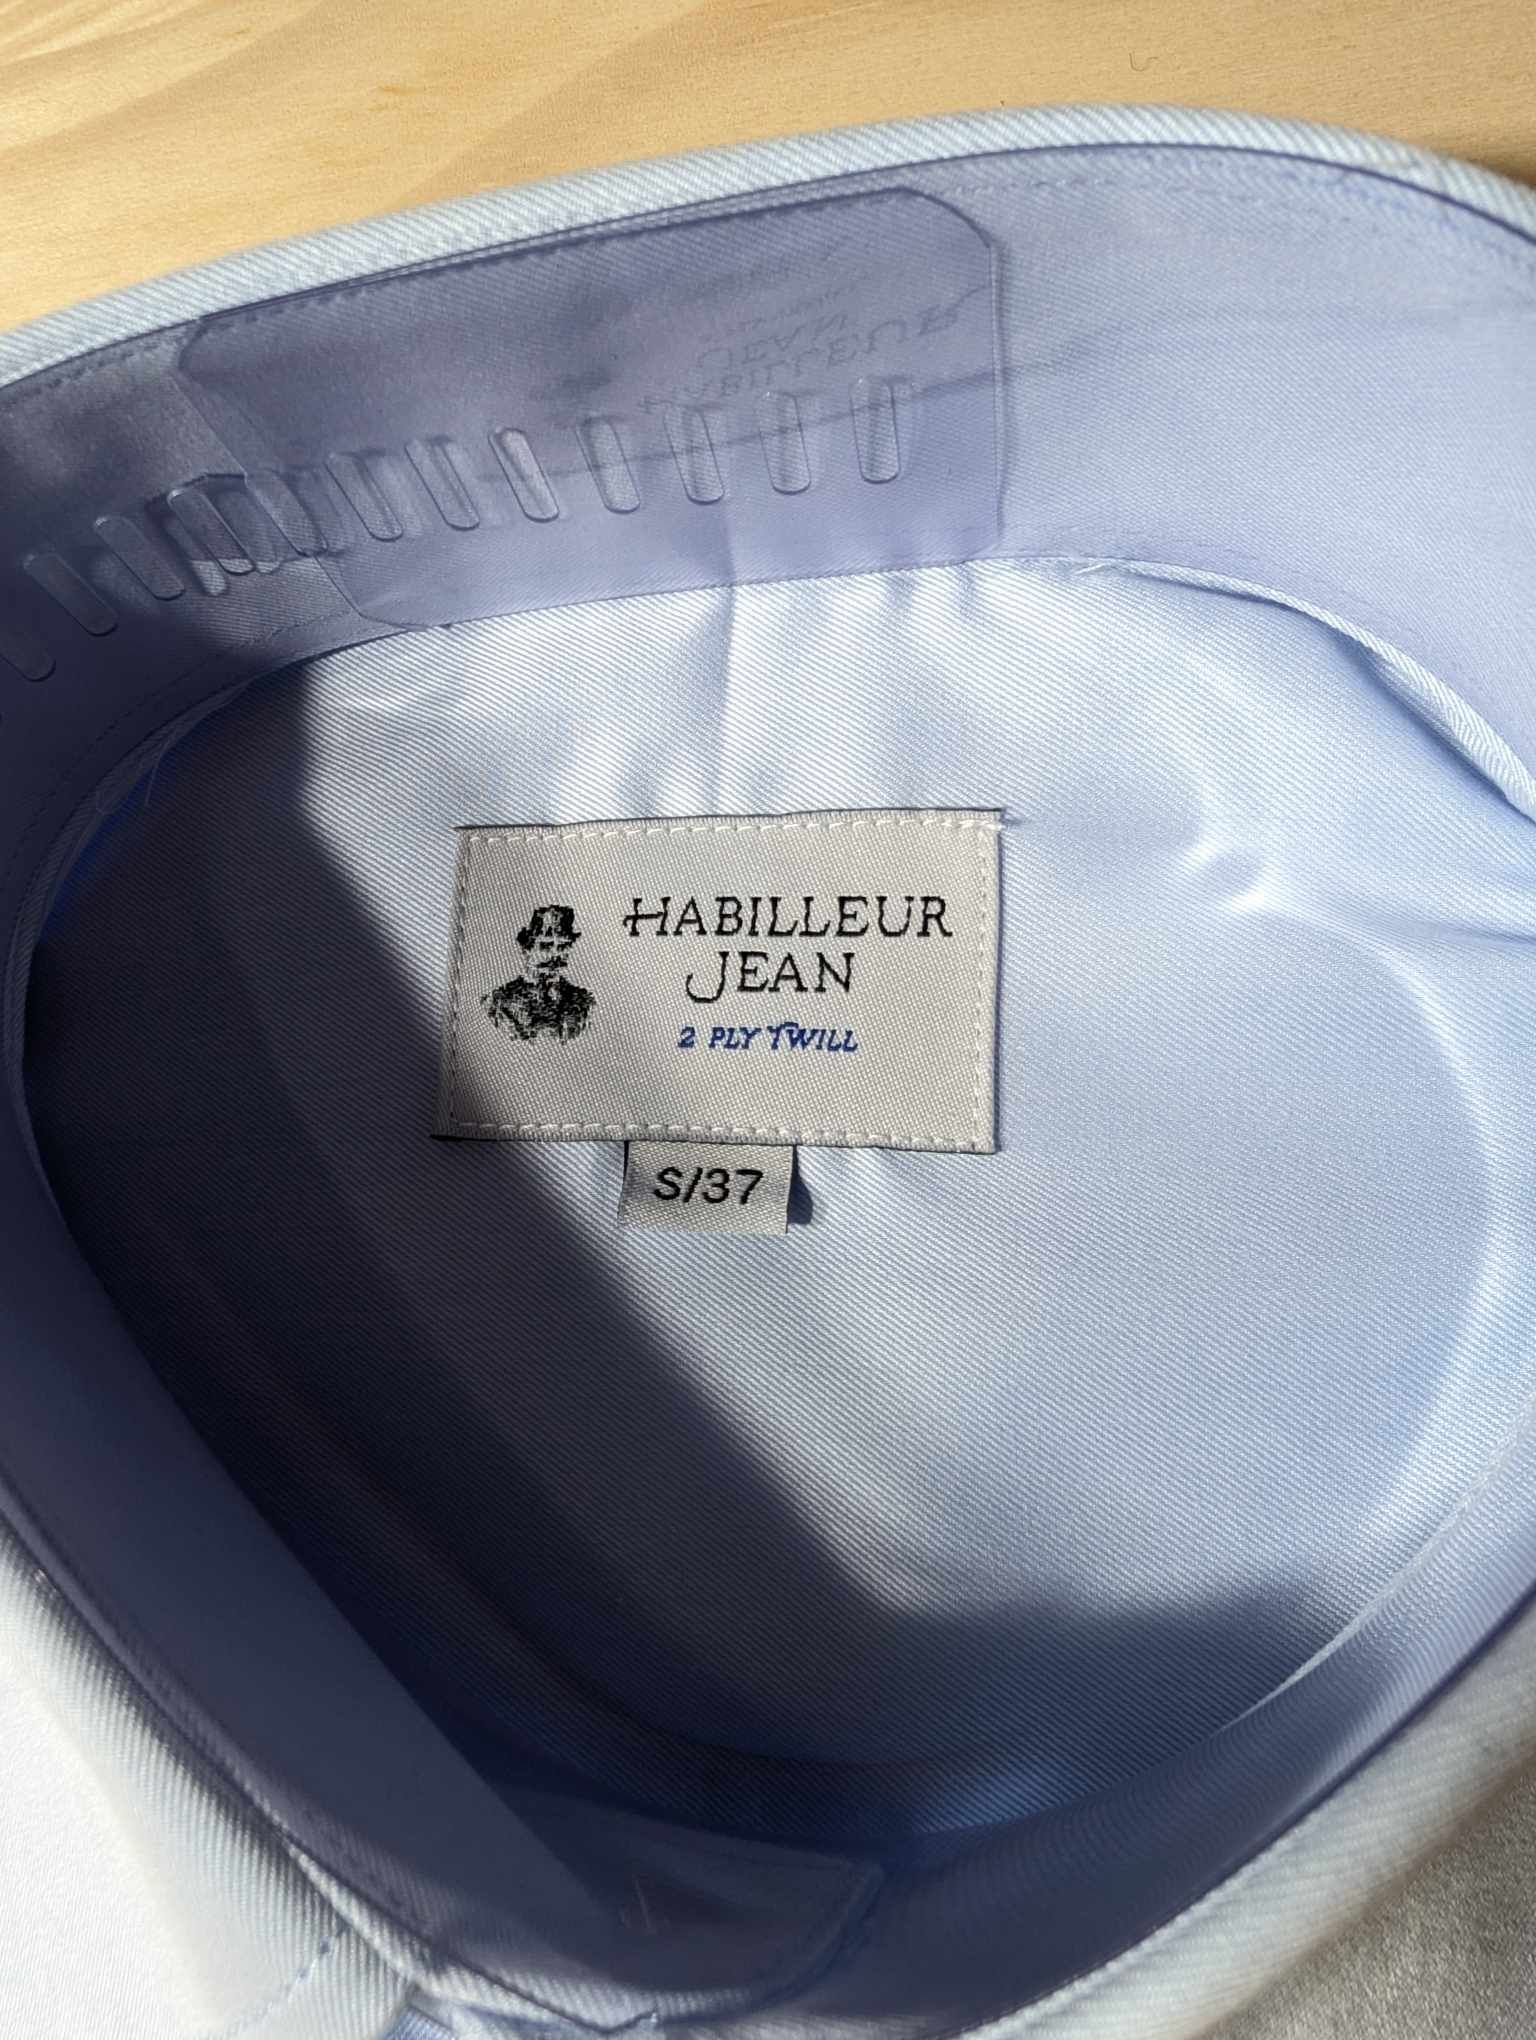 HABILLEUR
JEAN
2 PLY TWILL
S/37